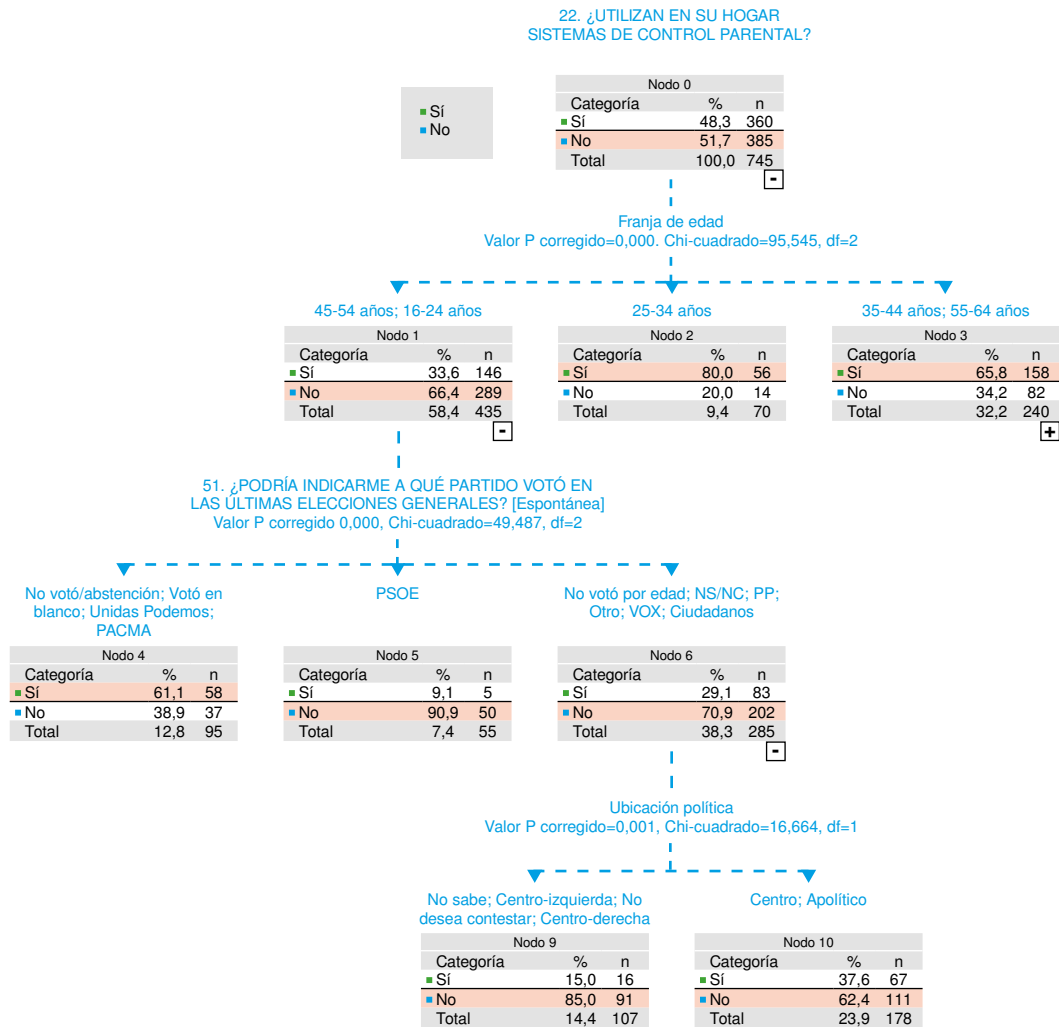 22. ¿UTILIZAN EN SU HOGAR
SISTEMAS DE CONTROL PARENTAL?
Sí
No
Nodo 0
Categoría % n
Sí 48,3 360
No 51,7 385
Total 100,0 745
-
Franja de edad
Valor P corregido=0,000. Chi-cuadrado=95,545, df=2
45-54 años; 16-24 años
Nodo 1
Categoría % n
Sí 33,6 146
No 66,4 289
Total 58,4 435
-
25-34 años
Nodo 2
Categoría % n
Sí 80,0 56
No 20,0 14
Total 9,4 70
35-44 años; 55-64 años
Nodo 3
Categoría % n
Sí 65,8 158
No 34,2 82
Total 32,2 240
+
51. ¿PODRÍA INDICARME A QUÉ PARTIDO VOTÓ EN
LAS ÚLTIMAS ELECCIONES GENERALES? [Espontánea]
Valor P corregido 0,000, Chi-cuadrado=49,487, df=2
No votó/abstención; Votó en
blanco; Unidas Podemos;
PACMA
Nodo 4
Categoría % n
Sí 61,1 58
No 38,9 37
Total 12,8 95
PSOE
Nodo 5
Categoría % n
Sí 9,1 5
No 90,9 50
Total 7,4 55
No votó por edad; NS/NC; PP;
Otro; VOX; Ciudadanos
Nodo 6
Categoría % n
Sí 29,1 83
No 70,9 202
Total 38,3 285
-
Ubicación política
Valor P corregido=0,001, Chi-cuadrado=16,664, df=1
No sabe; Centro-izquierda; No
desea contestar; Centro-derecha
Nodo 9
Categoría % n
Sí 15,0 16
No 85,0 91
Total 14,4 107
Centro; Apolítico
Nodo 10
Categoría % n
Sí 37,6 67
No 62,4 111
Total 23,9 178